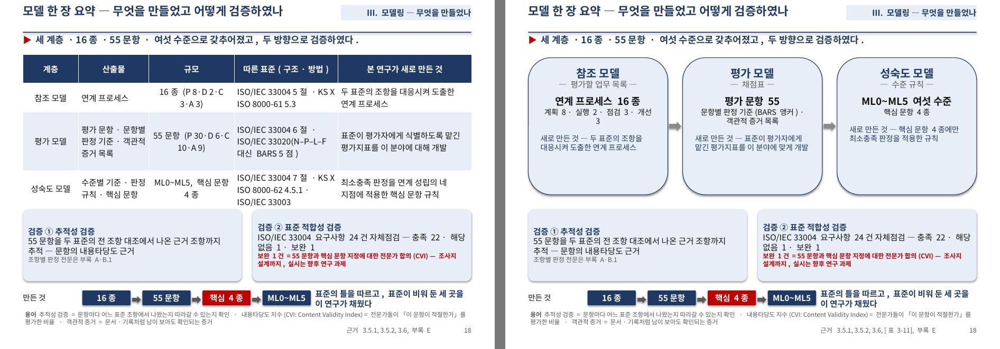 모델 한 장 요약 — 무엇을 만들었고 어떻게 검증하였나
III. 모델링 — 무엇을 만들었나
▶ 세 계층 · 16 종 · 55 문항 · 여섯 수준으로 갖추어졌고 , 두 방향으로 검증하였다 .
계층
산출물
규모
따른 표준 ( 구조 · 방법 )
본 연구가 새로 만든 것
참조 모델
연계 프로세스
16 종 (P 8·D 2·C
3·A 3)
ISO/IEC 33004 5 절 · KS X
ISO 8000-61 5.3
두 표준의 조항을 대응시켜 도출한
연계 프로세스
평가 모델
평가 문항 · 문항별
판정 기준 · 객관적
증거 목록
55 문항 (P 30·D 6·C
10·A 9)
ISO/IEC 33004 6 절 ·
ISO/IEC 33020(N–P–L–F
대신 BARS 5 점 )
표준이 평가자에게 식별하도록 맡긴
평가지표를 이 분야에 대해 개발
성숙도 모델
수준별 기준 · 판정
규칙 · 핵심 문항
ML0~ML5, 핵심 문항
4 종
ISO/IEC 33004 7 절 · KS X
ISO 8000-62 4.5.1 ·
ISO/IEC 33003
최소충족 판정을 연계 성립의 네
지점에 적용한 핵심 문항 규칙
검증 ① 추적성 검증
55 문항을 두 표준의 전 조항 대조에서 나온 근거 조항까지
추적 — 문항의 내용타당도 근거
조항별 판정 전문은 부록 A·B.1
검증 ② 표준 적합성 검증
ISO/IEC 33004 요구사항 24 건 자체점검 — 충족 22 · 해당
없음 1 · 보완 1
보완 1 건 = 55 문항과 핵심 문항 지정에 대한 전문가 합의 (CVI) — 조사지
설계까지 , 실시는 향후 연구 과제
만든 것
16 종
55 문항
핵심 4 종
ML0~ML5
표준의 틀을 따르고 , 표준이 비워 둔 세 곳을
이 연구가 채웠다
용어 추적성 검증 = 문항마다 어느 표준 조항에서 나왔는지 따라갈 수 있는지 확인 · 내용타당도 지수 (CVI: Content Validity Index) = 전문가들이 「이 문항이 적절한가」를
평가한 비율 · 객관적 증거 = 문서 · 기록처럼 남이 보아도 확인되는 증거
근거 3.5.1, 3.5.2, 3.6, 부록 E
18
모델 한 장 요약 — 무엇을 만들었고 어떻게 검증하였나
III. 모델링 — 무엇을 만들었나
▶ 세 계층 · 16 종 · 55 문항 · 여섯 수준으로 갖추어졌고 , 두 방향으로 검증하였다 .
참조 모델
— 평가할 업무 목록 —
연계 프로세스 16 종
계획 8 · 실행 2 · 점검 3 · 개선
3
새로 만든 것 — 두 표준의 조항을
대응시켜 도출한 연계 프로세스
평가 모델
— 채점표 —
평가 문항 55
문항별 판정 기준 (BARS 앵커 ) ·
객관적 증거 목록
새로 만든 것 — 표준이 평가자에게
맡긴 평가지표를 이 분야에 맞게 개발
성숙도 모델
— 수준 규칙 —
ML0~ML5 여섯 수준
핵심 문항 4 종
새로 만든 것 — 핵심 문항 4 종에만
최소충족 판정을 적용한 규칙
검증 ① 추적성 검증
55 문항을 두 표준의 전 조항 대조에서 나온 근거 조항까지
추적 — 문항의 내용타당도 근거
조항별 판정 전문은 부록 A·B.1
검증 ② 표준 적합성 검증
ISO/IEC 33004 요구사항 24 건 자체점검 — 충족 22 · 해당
없음 1 · 보완 1
보완 1 건 = 55 문항과 핵심 문항 지정에 대한 전문가 합의 (CVI) — 조사지
설계까지 , 실시는 향후 연구 과제
만든 것
16 종
55 문항
핵심 4 종
ML0~ML5
표준의 틀을 따르고 , 표준이 비워 둔 세 곳을
이 연구가 채웠다
용어 추적성 검증 = 문항마다 어느 표준 조항에서 나왔는지 따라갈 수 있는지 확인 · 내용타당도 지수 (CVI: Content Validity Index) = 전문가들이 「이 문항이 적절한가」를
평가한 비율 · 객관적 증거 = 문서 · 기록처럼 남이 보아도 확인되는 증거
근거 3.5.1, 3.5.2, 3.6, [ 표 3-11], 부록 E
18